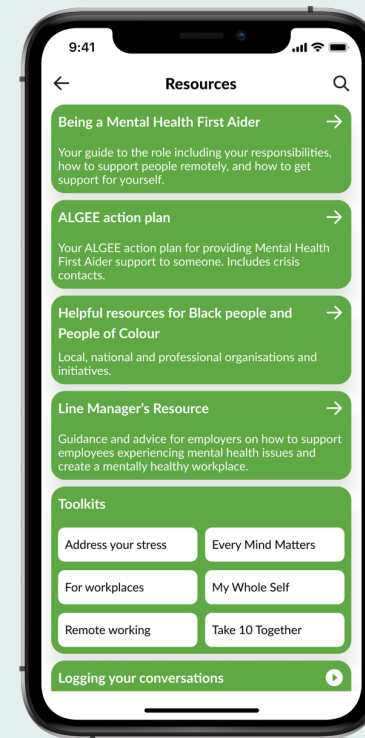 9:41
Resources
Being a Mental Health First Aider
Your guide to the role including your responsibilities,
how to support people remotely, and how to get
support for yourself.
ALGEE action plan
Your ALGEE action plan for providing Mental Health
First Aider support to someone. Includes crisis
contacts.
Helpful resources for Black people and
People of Colour
Local, national and professional organisations and
initiatives.
Line Manager's Resource
Guidance and advice for employers on how to support
employees experiencing mental health issues and
create a mentally healthy workplace.
Toolkits
Address your stress
Every Mind Matters
For workplaces
My Whole Self
Remote working
Take 10 Together
Logging your conversations